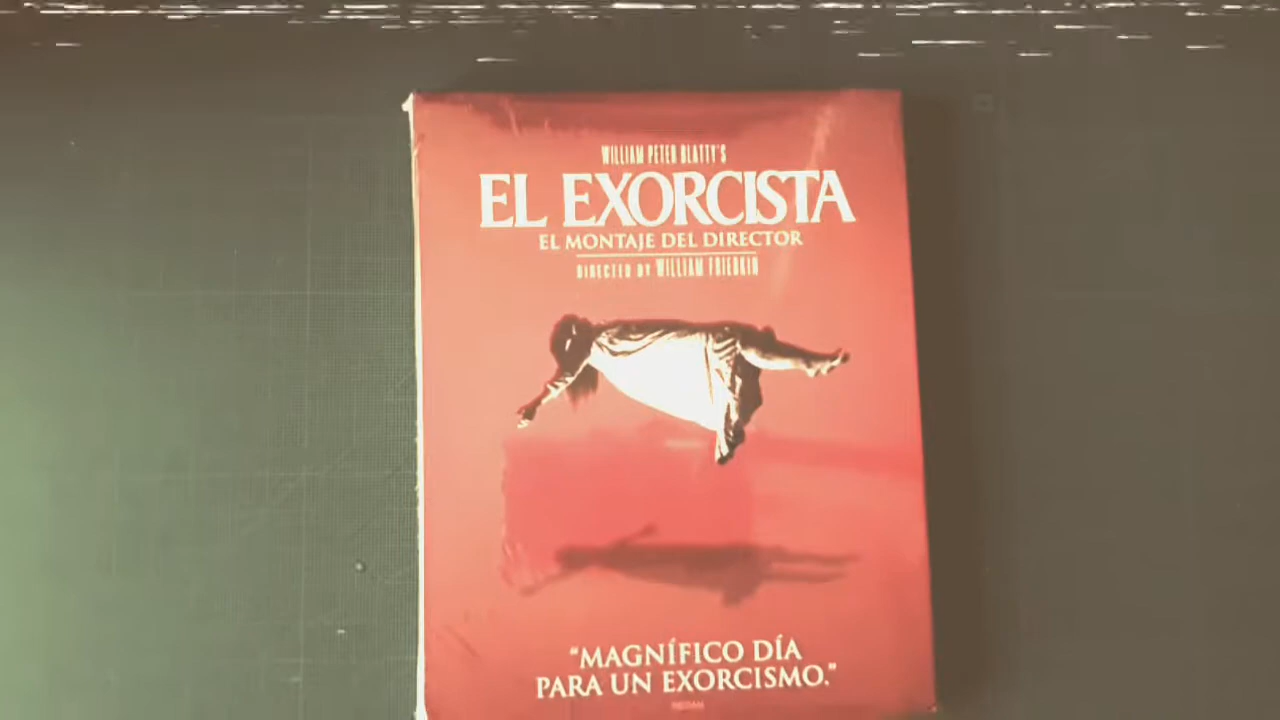 WILLIAM PETER BLATTY'S
EL EXORCISTA
EL MONTAJE DEL DIRECTOR
DIRECTED BY WILLIAM FRIEDKIN
"MAGNÍFICO DÍA
PARA UN EXORCISMO."